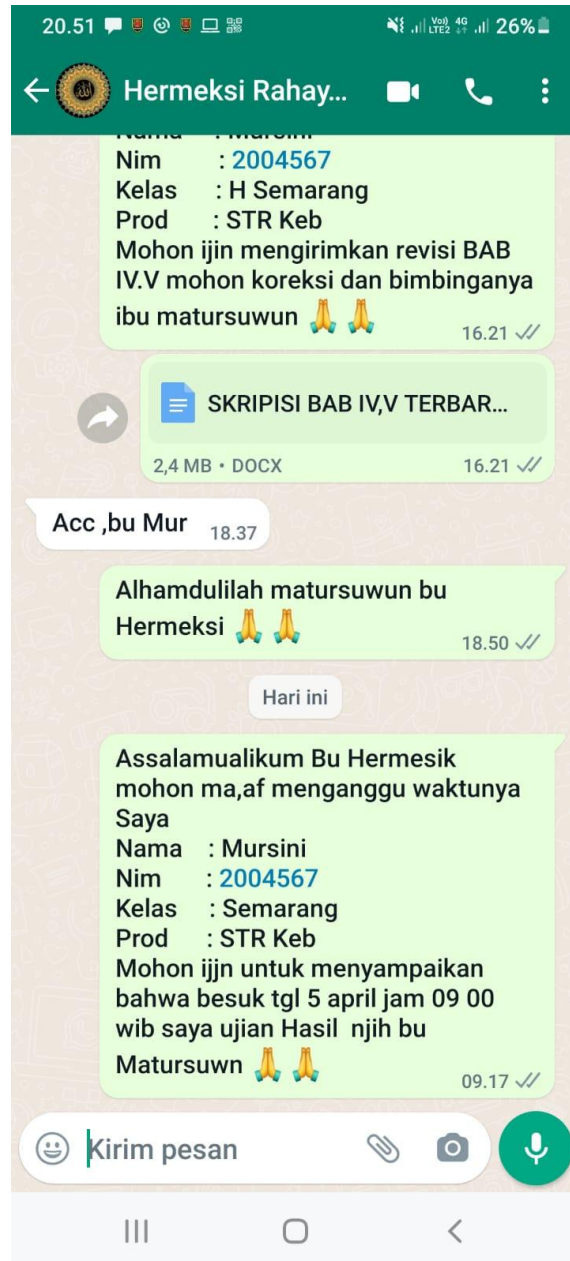 20.51 26%
Hermeksi Rahay...
Nama : Mursini
Nim : 2004567
Kelas : H Semarang
Prod : STR Keb
Mohon ijin mengirimkan revisi BAB
IV.V mohon koreksi dan bimbinganya
ibu matursuwun 🙏 🙏
16.21
SKRIPISI BAB IV,V TERBAR...
2,4 MB • DOCX 16.21
Acc ,bu Mur 18.37
Alhamdulilah matursuwun bu
Hermeksi 🙏 🙏
18.50
Hari ini
Assalamualikum Bu Hermesik
mohon ma,af menganggu waktunya
Saya
Nama : Mursini
Nim : 2004567
Kelas : Semarang
Prod : STR Keb
Mohon ijjn untuk menyampaikan
bahwa besuk tgl 5 april jam 09 00
wib saya ujian Hasil njih bu
Matursuwn 🙏 🙏
09.17
Kirim pesan